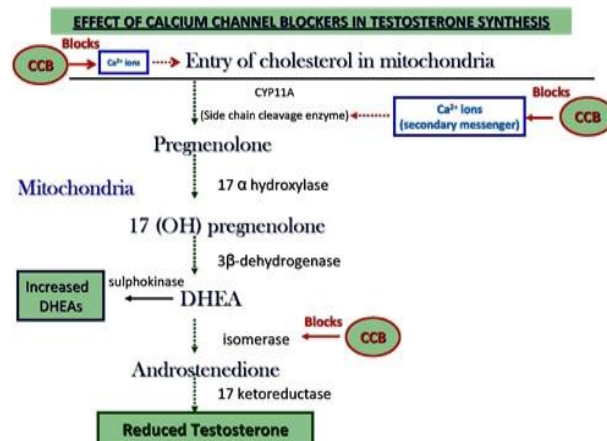 EFFECT OF CALCIUM CHANNEL BLOCKERS IN TESTOSTERONE SYNTHESIS
Blocks
CCB
Ca²⁺ ions
Entry of cholesterol in mitochondria
CYP11A
(Side chain cleavage enzyme)
Ca²⁺ ions
(secondary messenger)
Blocks
CCB
Pregnenolone
Mitochondria
17 α hydroxylase
17 (OH) pregnenolone
3β-dehydrogenase
Increased
DHEAs
sulphokinase
DHEA
isomerase
Blocks
CCB
Androstenedione
17 ketoreductase
Reduced Testosterone